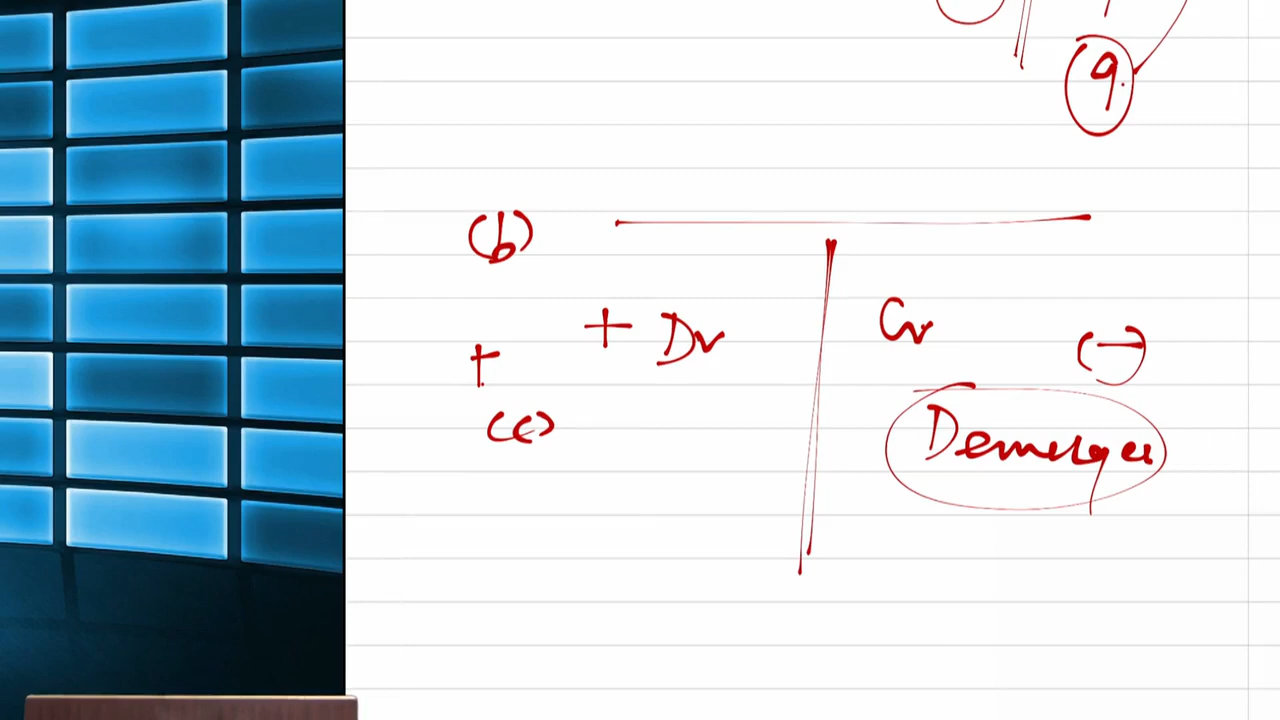 9.
(b)
+ Dr Cr (-)
+
(c) Demerger